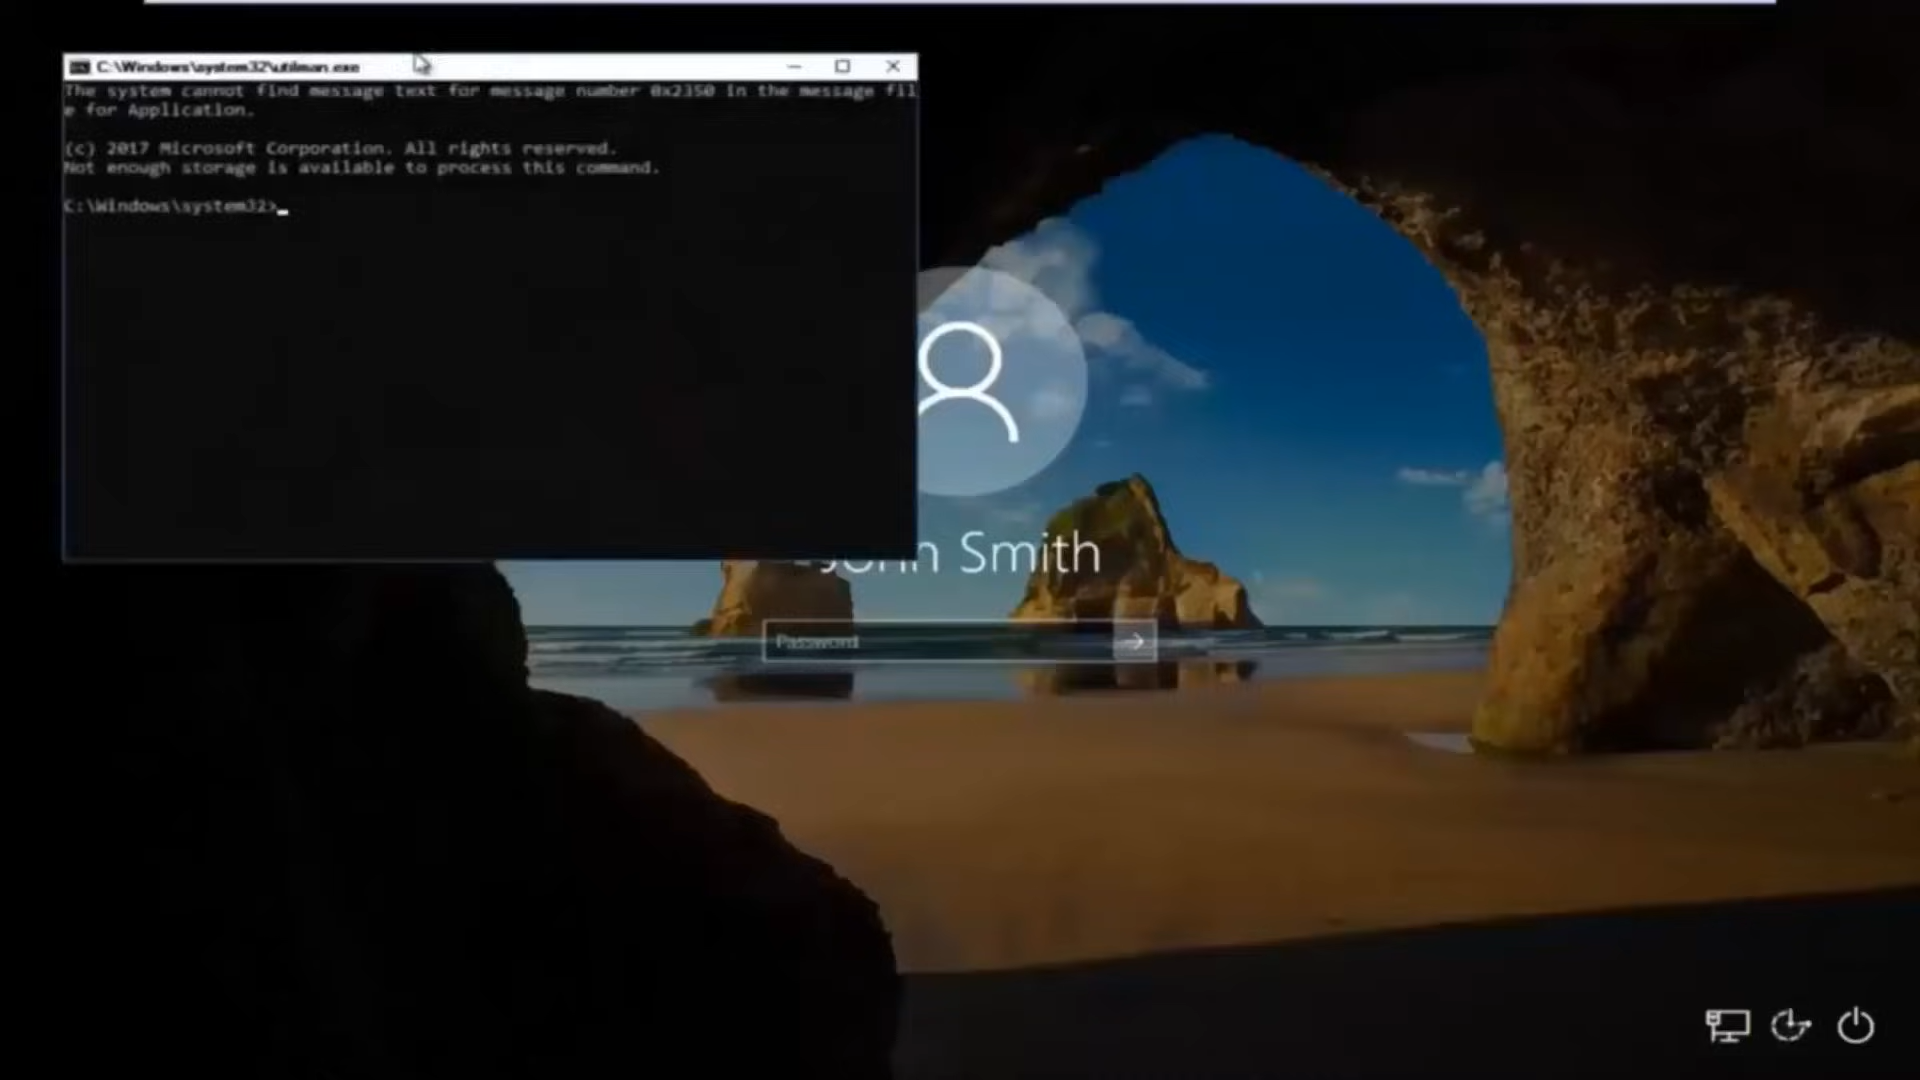 C:\Windows\system32\utilman.exe
The system cannot find message text for message number 0x2350 in the message fil
e for Application.
(c) 2017 Microsoft Corporation. All rights reserved.
Not enough storage is available to process this command.
C:\Windows\system32>
John Smith
Password